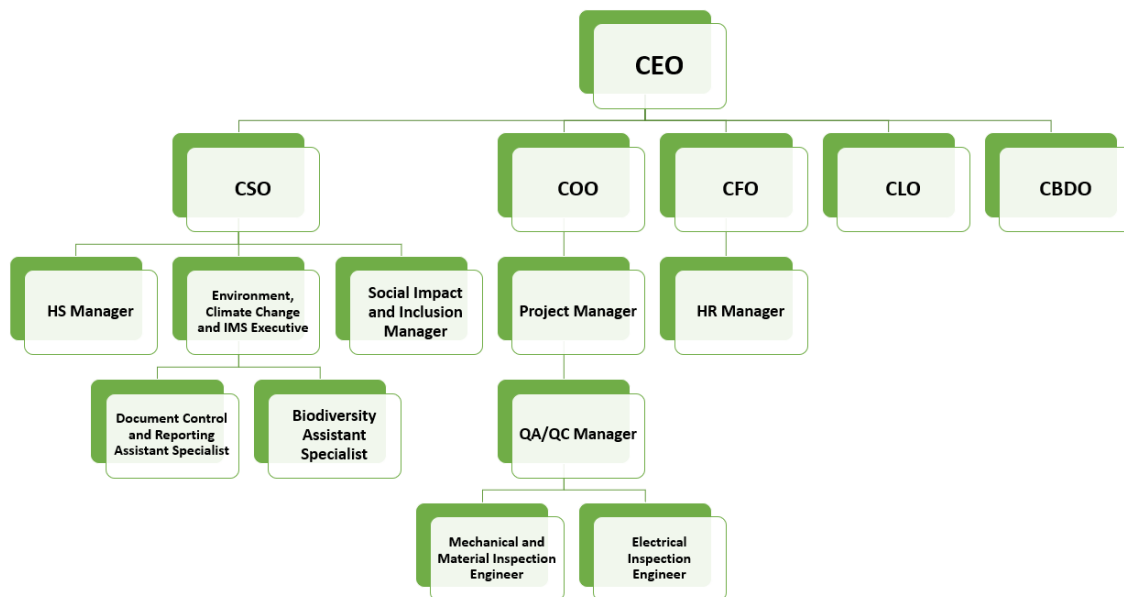 CEO
CSO
COO
CFO
CLO
CBDO
HS Manager
Environment,
Climate Change
and IMS Executive
Social Impact
and Inclusion
Manager
Project Manager
HR Manager
Document Control
and Reporting
Assistant Specialist
Biodiversity
Assistant
Specialist
QA/QC Manager
Mechanical and
Material Inspection
Engineer
Electrical
Inspection
Engineer